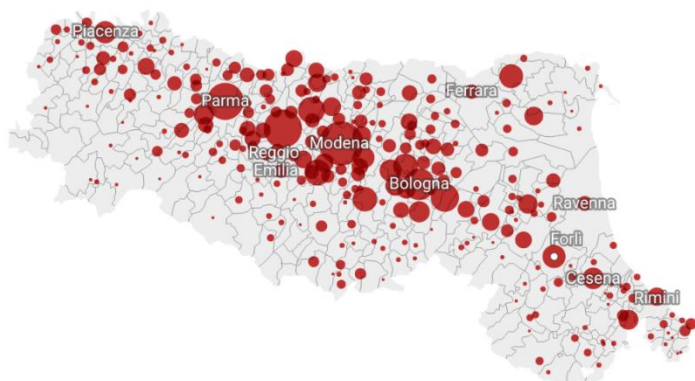 Piacenza
Parma
Ferrara
Reggio
Emilia
Modena
Bologna
Ravenna
Forlì
Cesena
Rimini